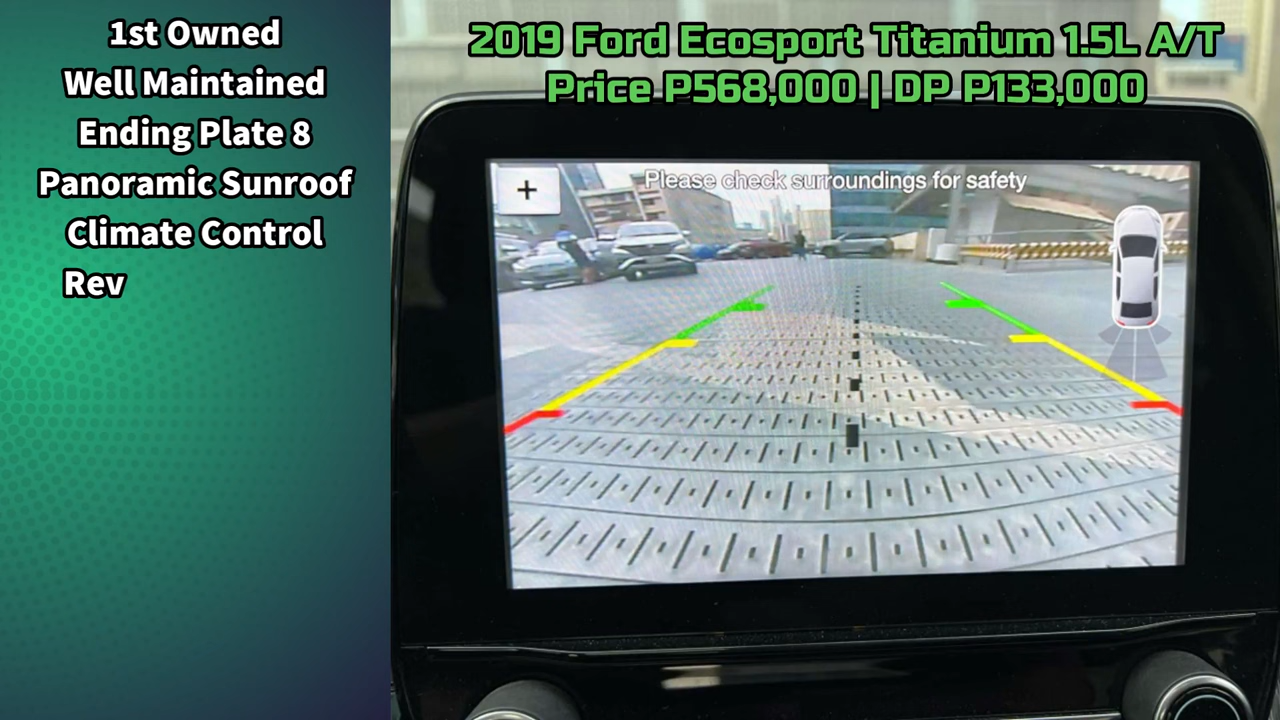 1st Owned
Well Maintained
Ending Plate 8
Panoramic Sunroof
Climate Control
Rev
2019 Ford Ecosport Titanium 1.5L A/T
Price P568,000 | DP P133,000
+
Please check surroundings for safety